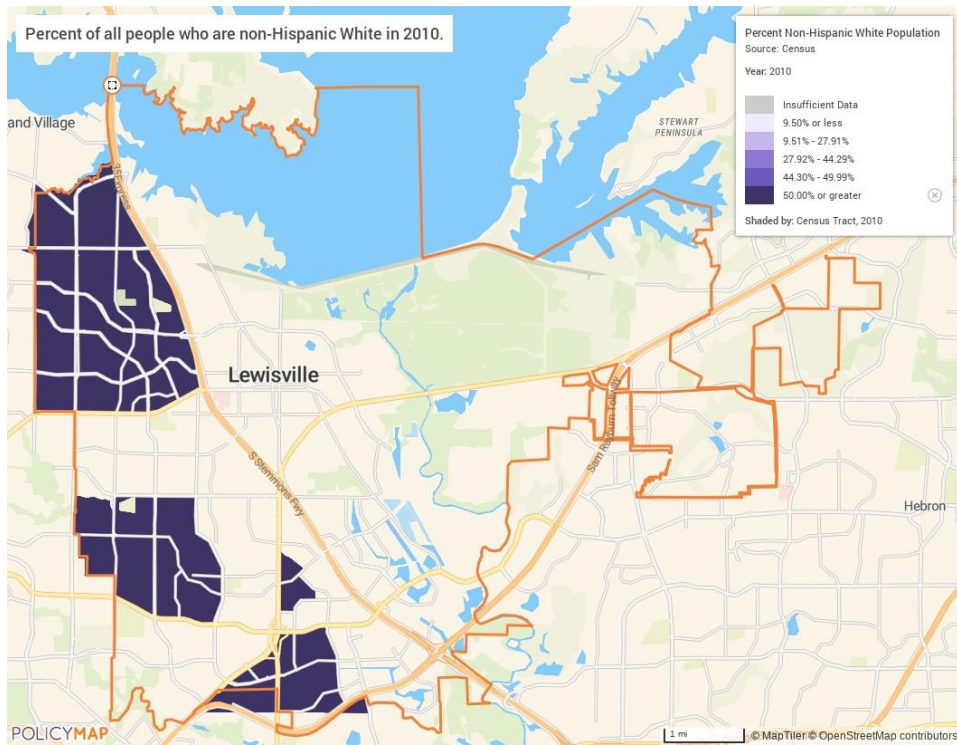 Percent of all people who are non-Hispanic White in 2010.
Percent Non-Hispanic White Population
Source: Census
Year: 2010
Insufficient Data
9.50% or less
9.51% - 27.91%
27.92% - 44.29%
44.30% - 49.99%
50.00% or greater
Shaded by: Census Tract, 2010
and Village
STEWART
PENINSULA
35Express
Lewisville
Sam Rayburn Tollway
S Stemmons Fwy
Hebron
POLICYMAP
1 mi
© MapTiler © OpenStreetMap contributors